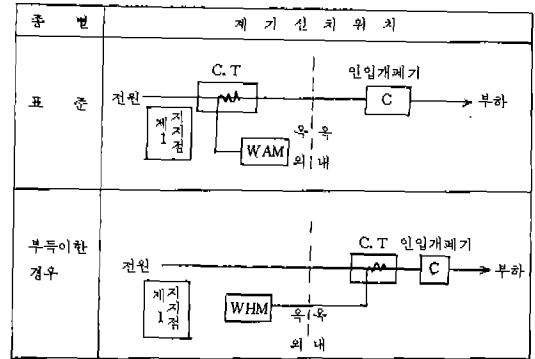 종 별
계 기 설 치 위 치
표 준
C. T
인입개폐기
전원
C
부하
제1지지점
WAM
옥 옥
외 내
부득이한
경우
C. T 인입개폐기
전원
C
부하
제1지지점
WHM
옥 옥
외 내